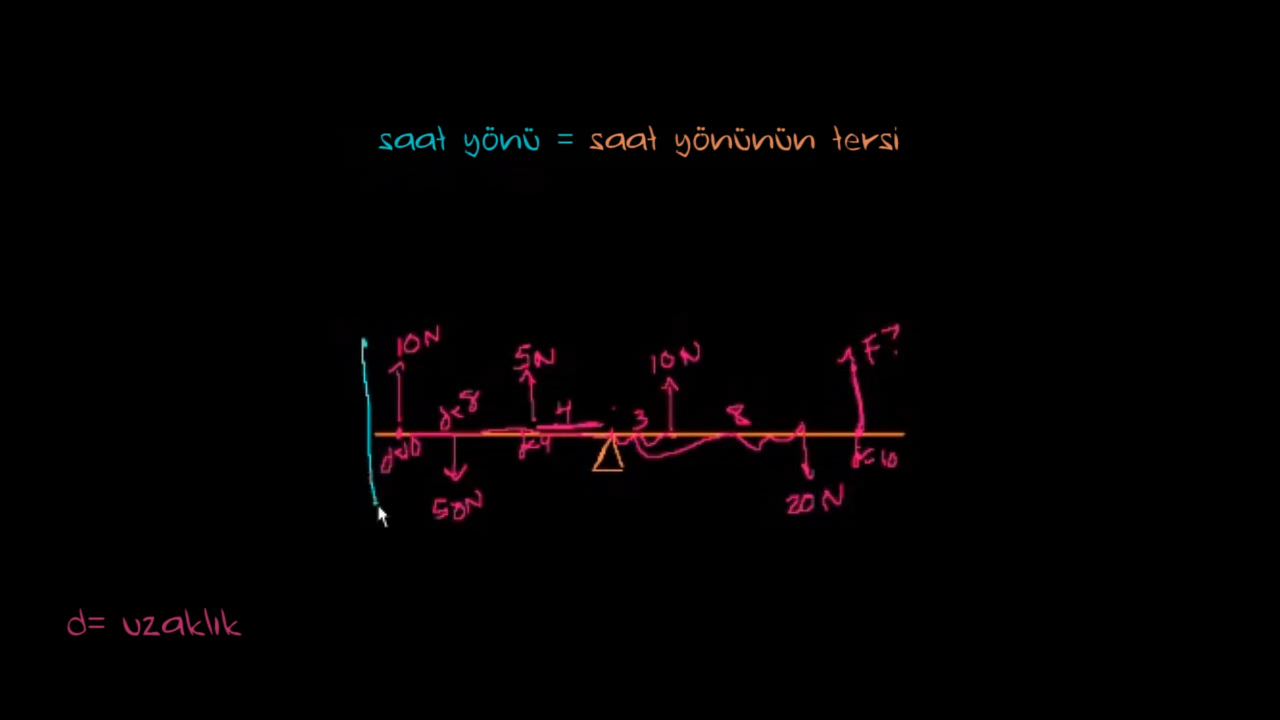 saat yönü = saat yönünün tersi
10N
5N
10N
F?
d=8
4
3
8
d=10
d=4
d=10
50N
20N
d= uzaklık